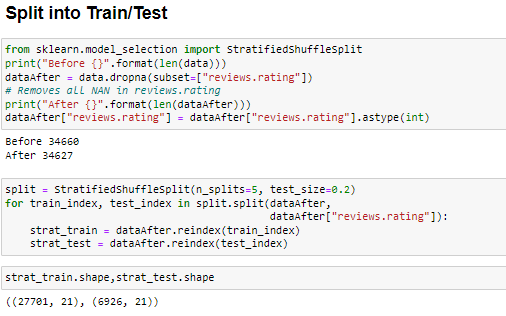 Split into Train/Test
from sklearn.model_selection import StratifiedShuffleSplit
print("Before {}".format(len(data)))
dataAfter = data.dropna(subset=["reviews.rating"])
# Removes all NAN in reviews.rating
print("After {}".format(len(dataAfter)))
dataAfter["reviews.rating"] = dataAfter["reviews.rating"].astype(int)
Before 34660
After 34627
split = StratifiedShuffleSplit(n_splits=5, test_size=0.2)
for train_index, test_index in split.split(dataAfter,
                                           dataAfter["reviews.rating"]):
    strat_train = dataAfter.reindex(train_index)
    strat_test = dataAfter.reindex(test_index)
strat_train.shape,strat_test.shape
((27701, 21), (6926, 21))